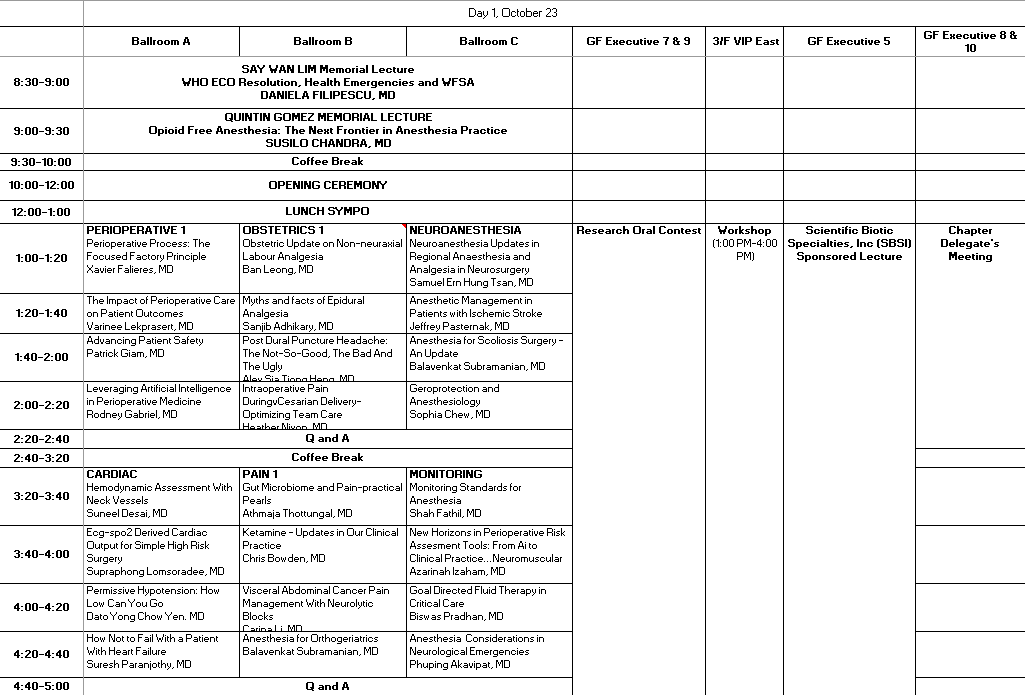 Day 1, October 23
Ballroom A
Ballroom B
Ballroom C
GF Executive 7 & 9
3/F VIP East
GF Executive 5
GF Executive 8 &
10
8:30-9:00
SAY WAN LIM Memorial Lecture
WHO ECO Resolution, Health Emergencies and WFSA
DANIELA FILIPESCU, MD
9:00-9:30
QUINTIN GOMEZ MEMORIAL LECTURE
Opioid Free Anesthesia: The Next Frontier in Anesthesia Practice
SUSILO CHANDRA, MD
9:30-10:00
Coffee Break
10:00-12:00
OPENING CEREMONY
12:00-1:00
LUNCH SYMPO
1:00-1:20
PERIOPERATIVE 1
Perioperative Process: The
Focused Factory Principle
Xavier Falieres, MD
OBSTETRICS 1
Obstetric Update on Non-neuraxial
Labour Analgesia
Ban Leong, MD
NEUROANESTHESIA
Neuroanesthesia Updates in
Regional Anaesthesia and
Analgesia in Neurosurgery
Samuel Ern Hung Tsan, MD
Research Oral Contest
Workshop
(1:00 PM-4:00
PM)
Scientific Biotic
Specialties, Inc (SBSI)
Sponsored Lecture
Chapter
Delegate's
Meeting
1:20-1:40
The Impact of Perioperative Care
on Patient Outcomes
Varinee Lekprasert, MD
Myths and facts of Epidural
Analgesia
Sanjib Adhikary, MD
Anesthetic Management in
Patients with Ischemic Stroke
Jeffrey Pasternak, MD
1:40-2:00
Advancing Patient Safety
Patrick Giam, MD
Post Dural Puncture Headache:
The Not-So-Good, The Bad And
The Ugly
Alex Sia Tiong Heng, MD
Anesthesia for Scoliosis Surgery -
An Update
Balavenkat Subramanian, MD
2:00-2:20
Leveraging Artificial Intelligence
in Perioperative Medicine
Rodney Gabriel, MD
Intraoperative Pain
DuringvCesarian Delivery-
Optimizing Team Care
Heather Nixon, MD
Geroprotection and
Anesthesiology
Sophia Chew, MD
2:20-2:40
Q and A
2:40-3:20
Coffee Break
3:20-3:40
CARDIAC
Hemodynamic Assessment With
Neck Vessels
Suneel Desai, MD
PAIN 1
Gut Microbiome and Pain-practical
Pearls
Athmaja Thottungal, MD
MONITORING
Monitoring Standards for
Anesthesia
Shah Fathil, MD
3:40-4:00
Ecg-spo2 Derived Cardiac
Output for Simple High Risk
Surgery
Supraphong Lomsoradee, MD
Ketamine - Updates in Our Clinical
Practice
Chris Bowden, MD
New Horizons in Perioperative Risk
Assesment Tools: From Ai to
Clinical Practice...Neuromuscular
Azarinah Izaham, MD
4:00-4:20
Permissive Hypotension: How
Low Can You Go
Dato Yong Chow Yen. MD
Visceral Abdominal Cancer Pain
Management With Neurolytic
Blocks
Carina Li, MD
Goal Directed Fluid Therapy in
Critical Care
Biswas Pradhan, MD
4:20-4:40
How Not to Fail With a Patient
With Heart Failure
Suresh Paranjothy, MD
Anesthesia for Orthogeriatrics
Balavenkat Subramanian, MD
Anesthesia Considerations in
Neurological Emergencies
Phuping Akavipat, MD
4:40-5:00
Q and A